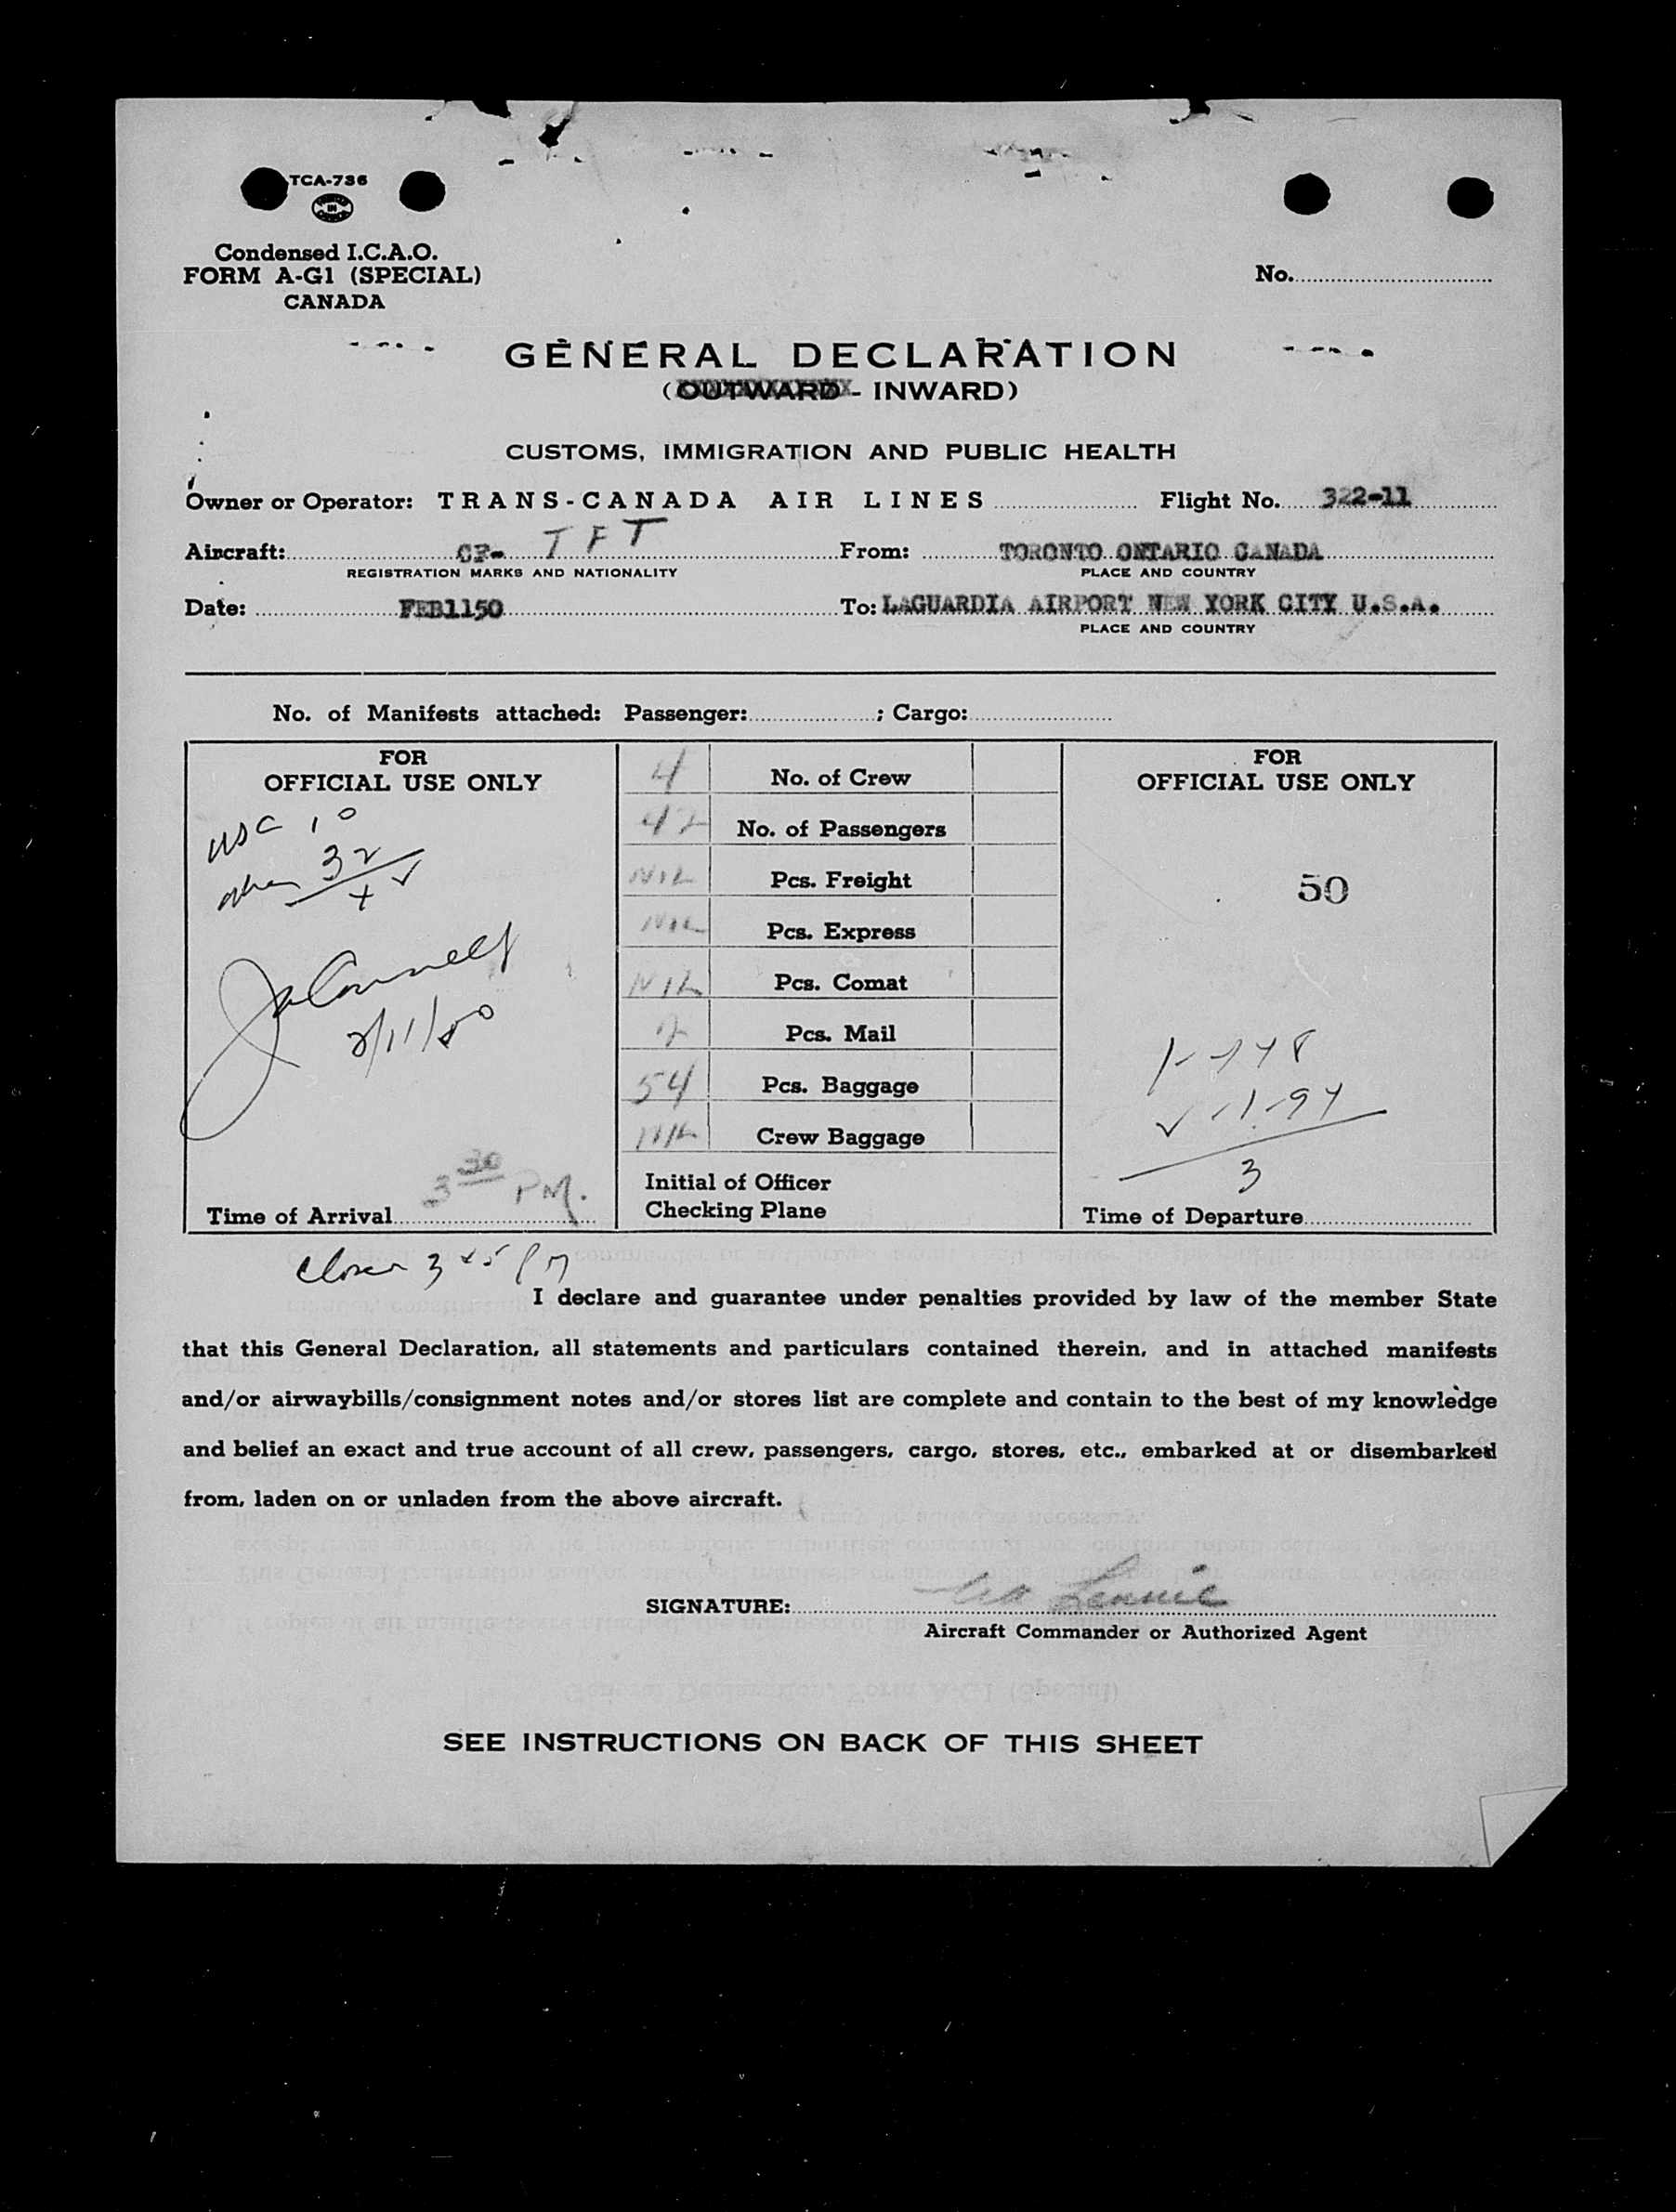 TCA-736
Condensed I.C.A.O.
FORM A-G1 (SPECIAL)
CANADA
No.
GENERAL DECLARATION
(OUTWARD - INWARD)
CUSTOMS, IMMIGRATION AND PUBLIC HEALTH
Owner or Operator: TRANS-CANADA AIR LINES Flight No. 322-11
Aircraft: CF- TFT From: TORONTO ONTARIO CANADA
REGISTRATION MARKS AND NATIONALITY PLACE AND COUNTRY
Date: FEB1150 To: LAGUARDIA AIRPORT NEW YORK CITY U.S.A.
PLACE AND COUNTRY
No. of Manifests attached: Passenger: ; Cargo:
FOR
OFFICIAL USE ONLY
USC 10
other 32
2/11/50
3 30 PM.
Time of Arrival
4 No. of Crew
42 No. of Passengers
NIL Pcs. Freight
NIL Pcs. Express
NIL Pcs. Comat
2 Pcs. Mail
54 Pcs. Baggage
NIL Crew Baggage
Initial of Officer
Checking Plane
FOR
OFFICIAL USE ONLY
50
3
Time of Departure
Closed 3 45 PM
I declare and guarantee under penalties provided by law of the member State
that this General Declaration, all statements and particulars contained therein, and in attached manifests
and/or airwaybills/consignment notes and/or stores list are complete and contain to the best of my knowledge
and belief an exact and true account of all crew, passengers, cargo, stores, etc., embarked at or disembarked
from, laden on or unladen from the above aircraft.
SIGNATURE: Lennie
Aircraft Commander or Authorized Agent
SEE INSTRUCTIONS ON BACK OF THIS SHEET